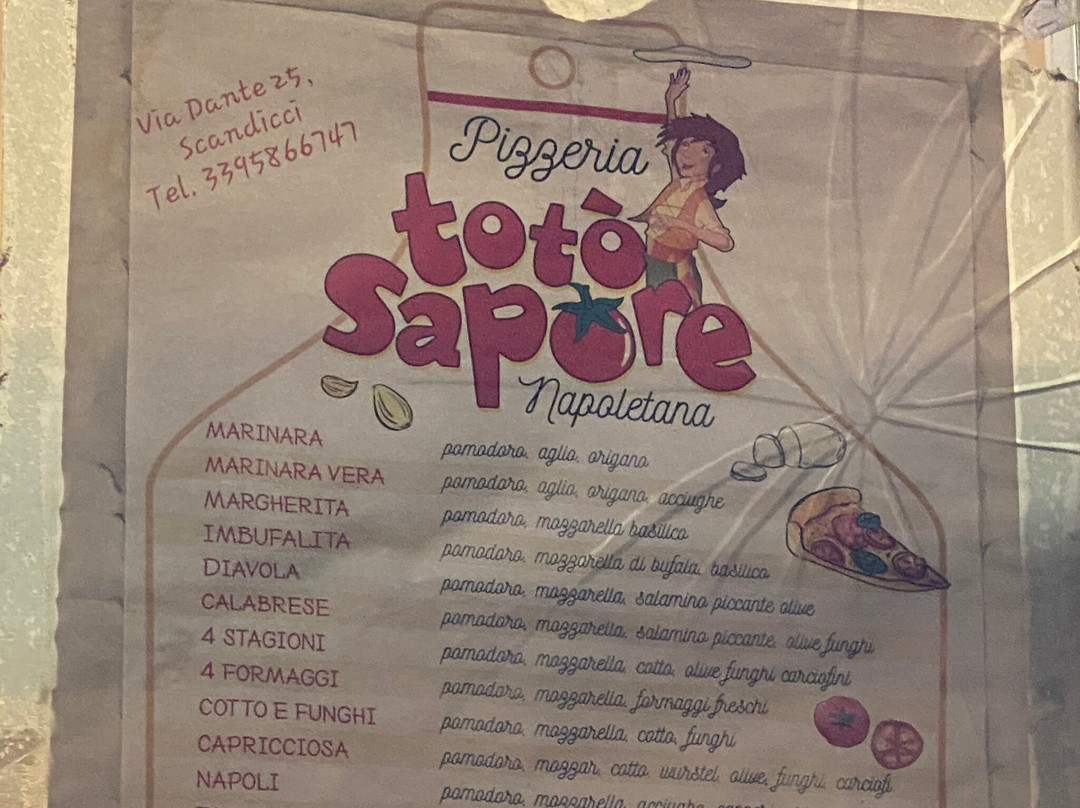 Via Dante 25,
Scandicci
Tel. 3395866747
Pizzeria
totò
Sapore
Napoletana
MARINARA pomodoro, aglio, origano
MARINARA VERA pomodoro, aglio, origano, acciughe
MARGHERITA pomodoro, mozzarella basilico
IMBUFALITA pomodoro, mozzarella di bufala, basilico
DIAVOLA pomodoro, mozzarella, salamino piccante olive
CALABRESE pomodoro, mozzarella, salamino piccante, olive funghi
4 STAGIONI pomodoro, mozzarella, cotto, olive funghi carciofini
4 FORMAGGI pomodoro, mozzarella, formaggi freschi
COTTO E FUNGHI pomodoro, mozzarella, cotto, funghi
CAPRICCIOSA pomodoro, mozzar, cotto, wurstel, olive, funghi, carciofi
NAPOLI pomodoro, mozzarella, acciughe